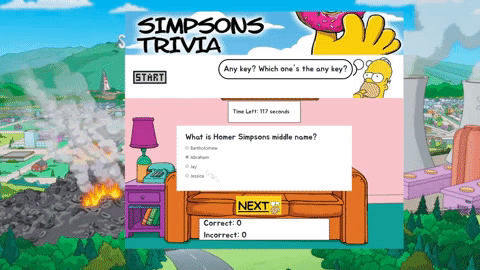 SIMPSONS
TRIVIA
START
Any key? Which one's the any key?
Time Left: 117 seconds
What is Homer Simpsons middle name?
Bartholomew
Abraham
Jay
Jessica
NEXT
Correct: 0
Incorrect: 0